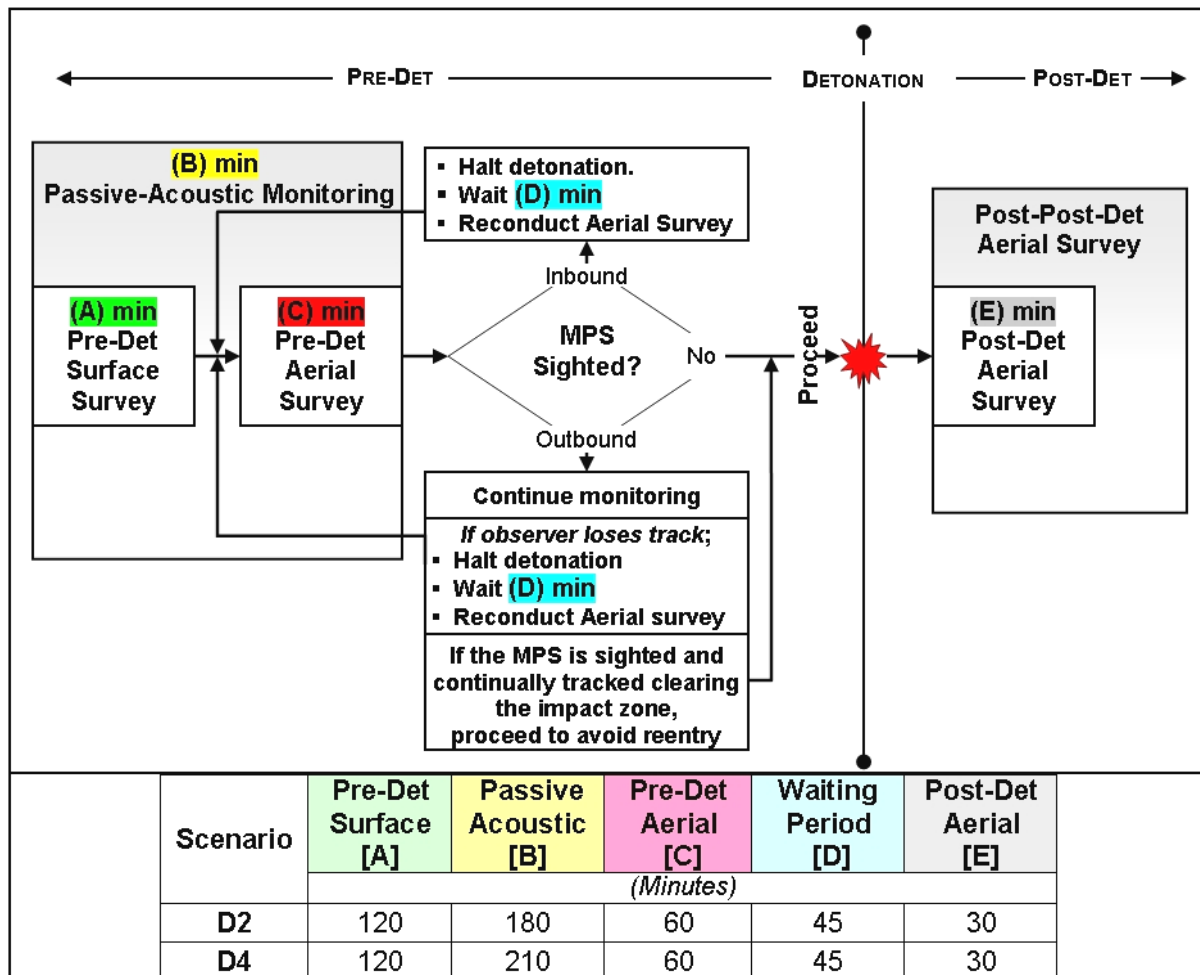 PRE-DET
DETONATION
POST-DET
(B) min
Passive-Acoustic Monitoring
(A) min
Pre-Det
Surface
Survey
(C) min
Pre-Det
Aerial
Survey
▪ Halt detonation.
▪ Wait (D) min
▪ Reconduct Aerial Survey
Inbound
MPS
Sighted?
No
Outbound
Continue monitoring
If observer loses track;
▪ Halt detonation
▪ Wait (D) min
▪ Reconduct Aerial survey
If the MPS is sighted and
continually tracked clearing
the impact zone,
proceed to avoid reentry
Proceed
Post-Post-Det
Aerial Survey
(E) min
Post-Det
Aerial
Survey
Scenario
Pre-Det
Surface
[A]
Passive
Acoustic
[B]
Pre-Det
Aerial
[C]
Waiting
Period
[D]
Post-Det
Aerial
[E]
(Minutes)
D2 120 180 60 45 30
D4 120 210 60 45 30